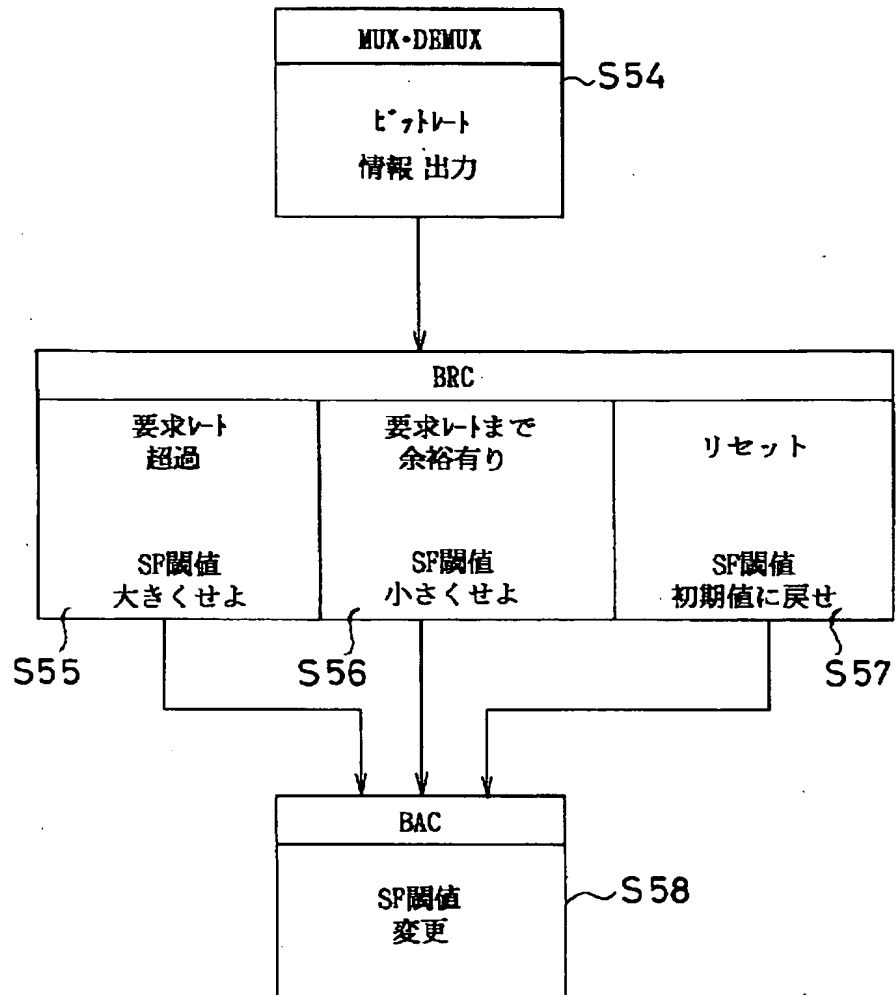 MUX・DEMUX
S54
ビットレート
情報 出力
BRC
要求レート
超過
要求レートまで
余裕有り
リセット
SF閾値
大きくせよ
SF閾値
小さくせよ
SF閾値
初期値に戻せ
S55
S56
S57
BAC
SF閾値
変更
S58